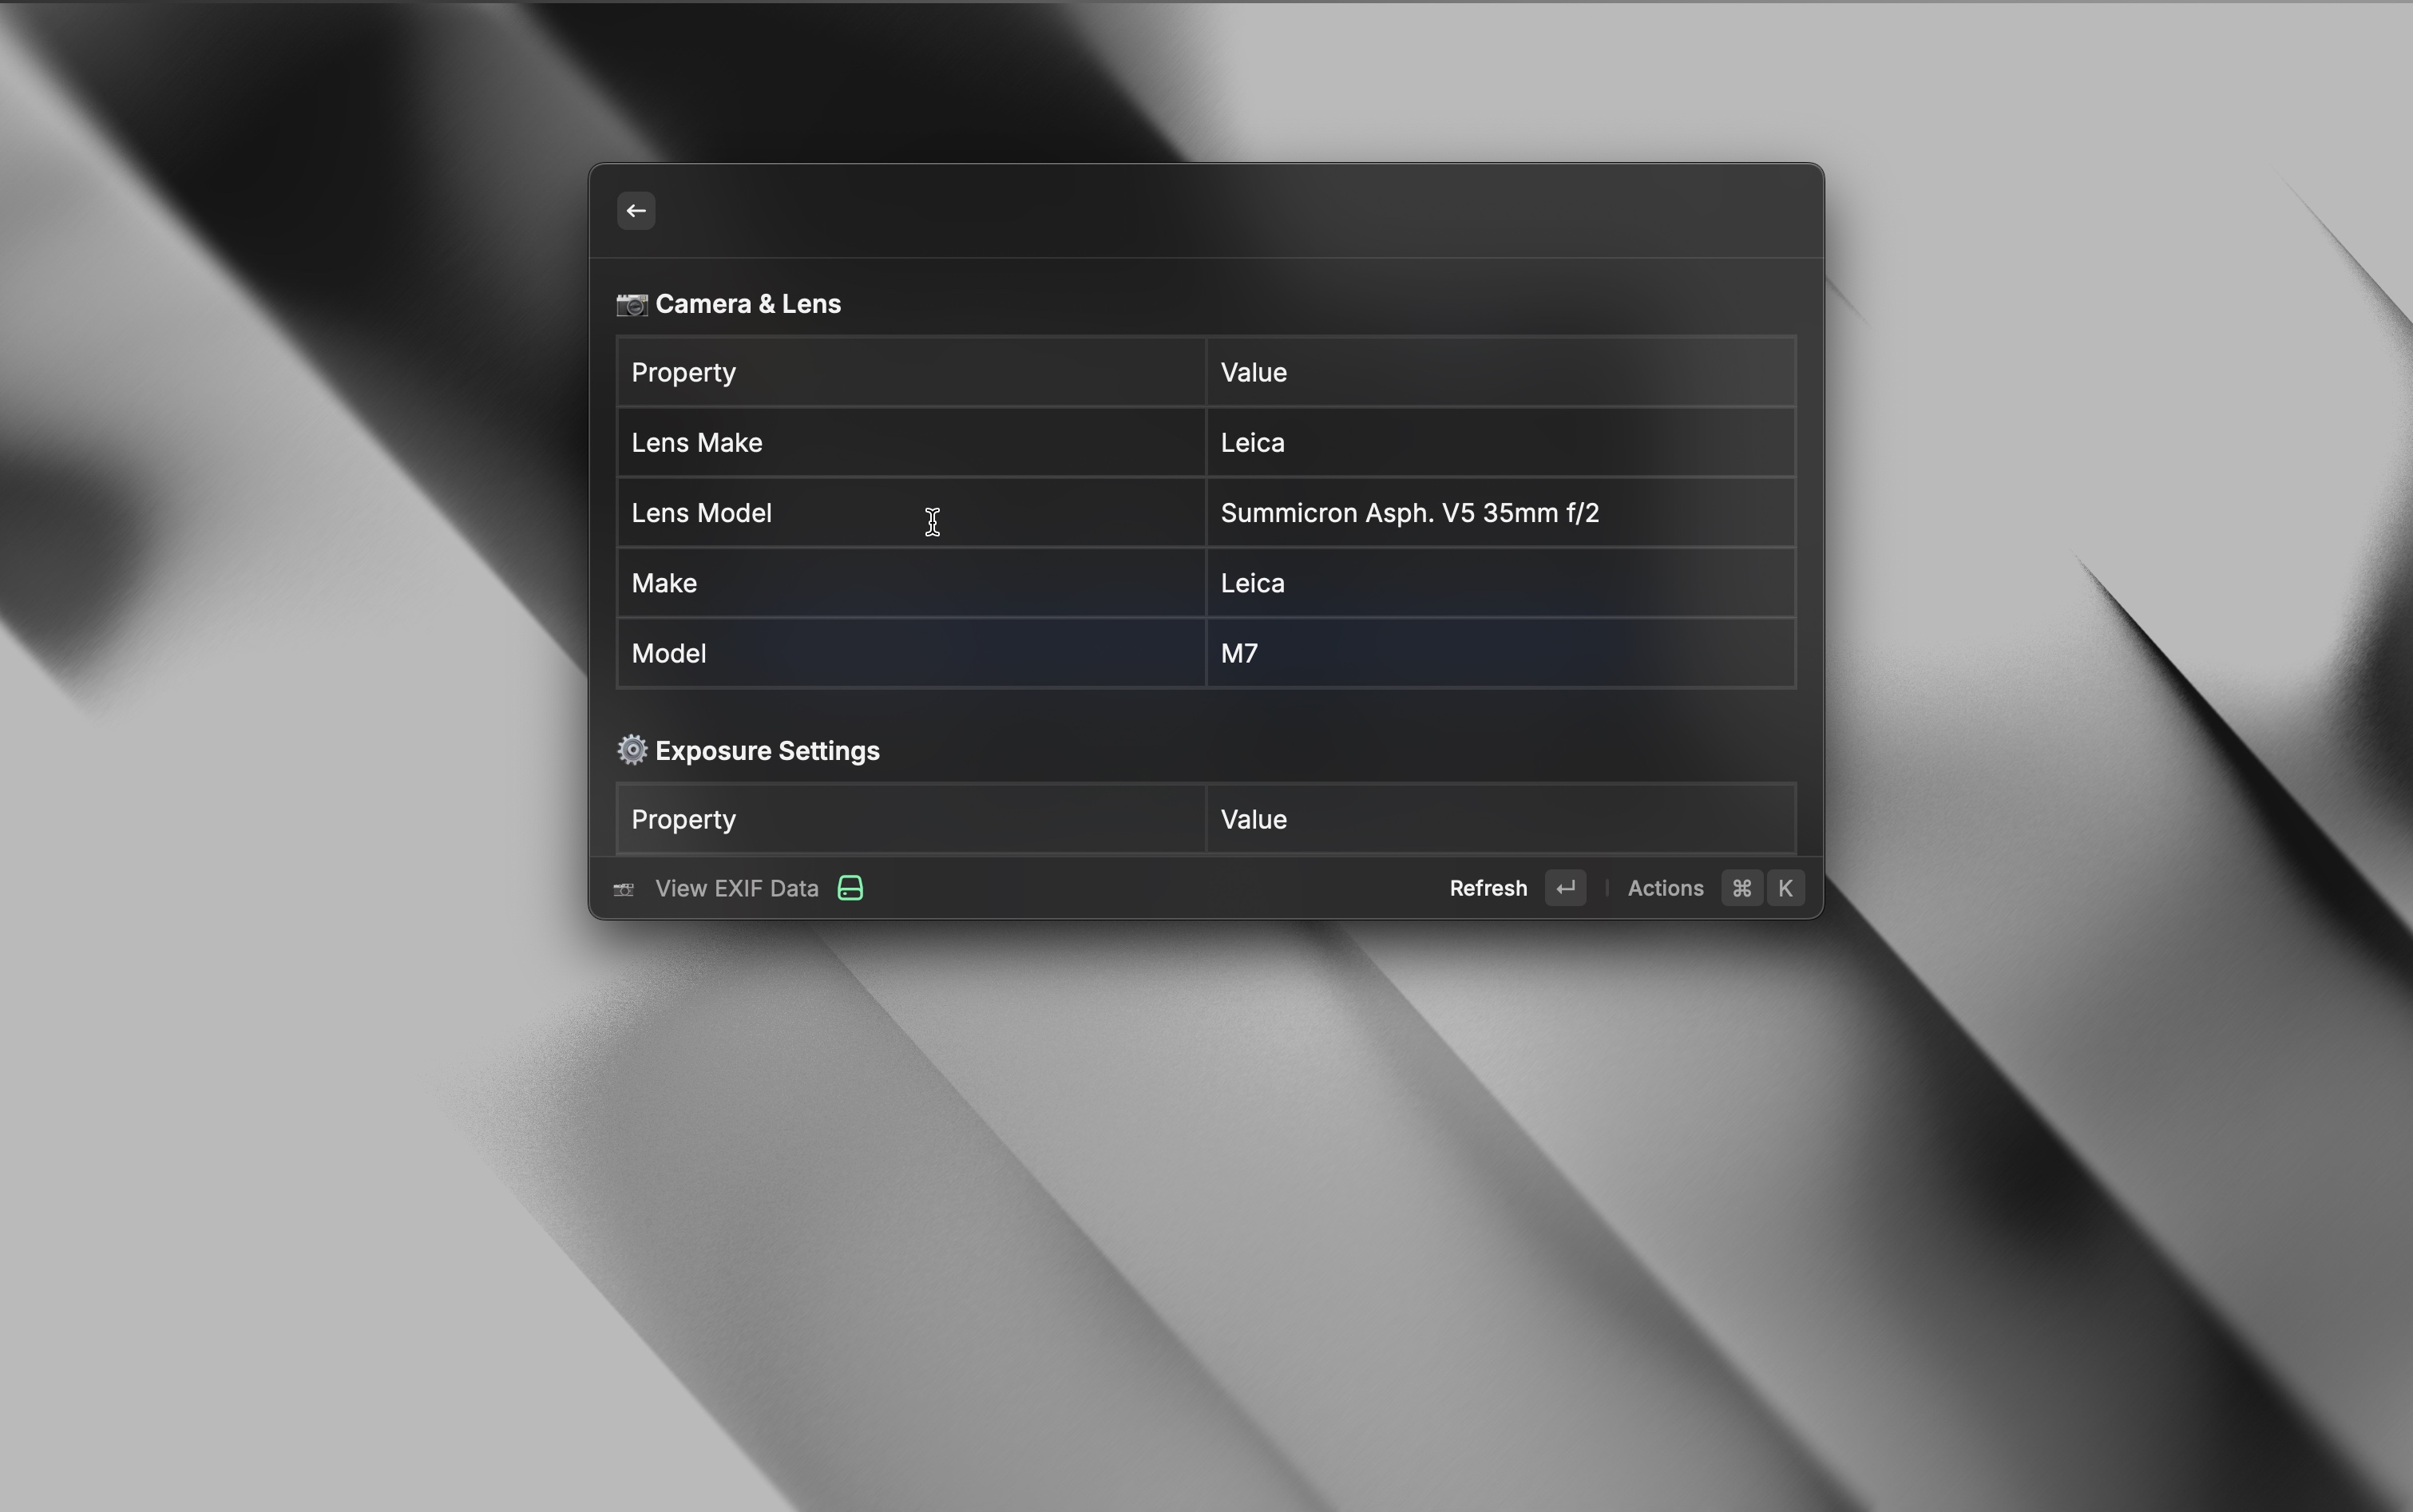 Camera & Lens
Property Value
Lens Make Leica
Lens Model Summicron Asph. V5 35mm f/2
Make Leica
Model M7
Exposure Settings
Property Value
View EXIF Data Refresh ↵ Actions ⌘ K